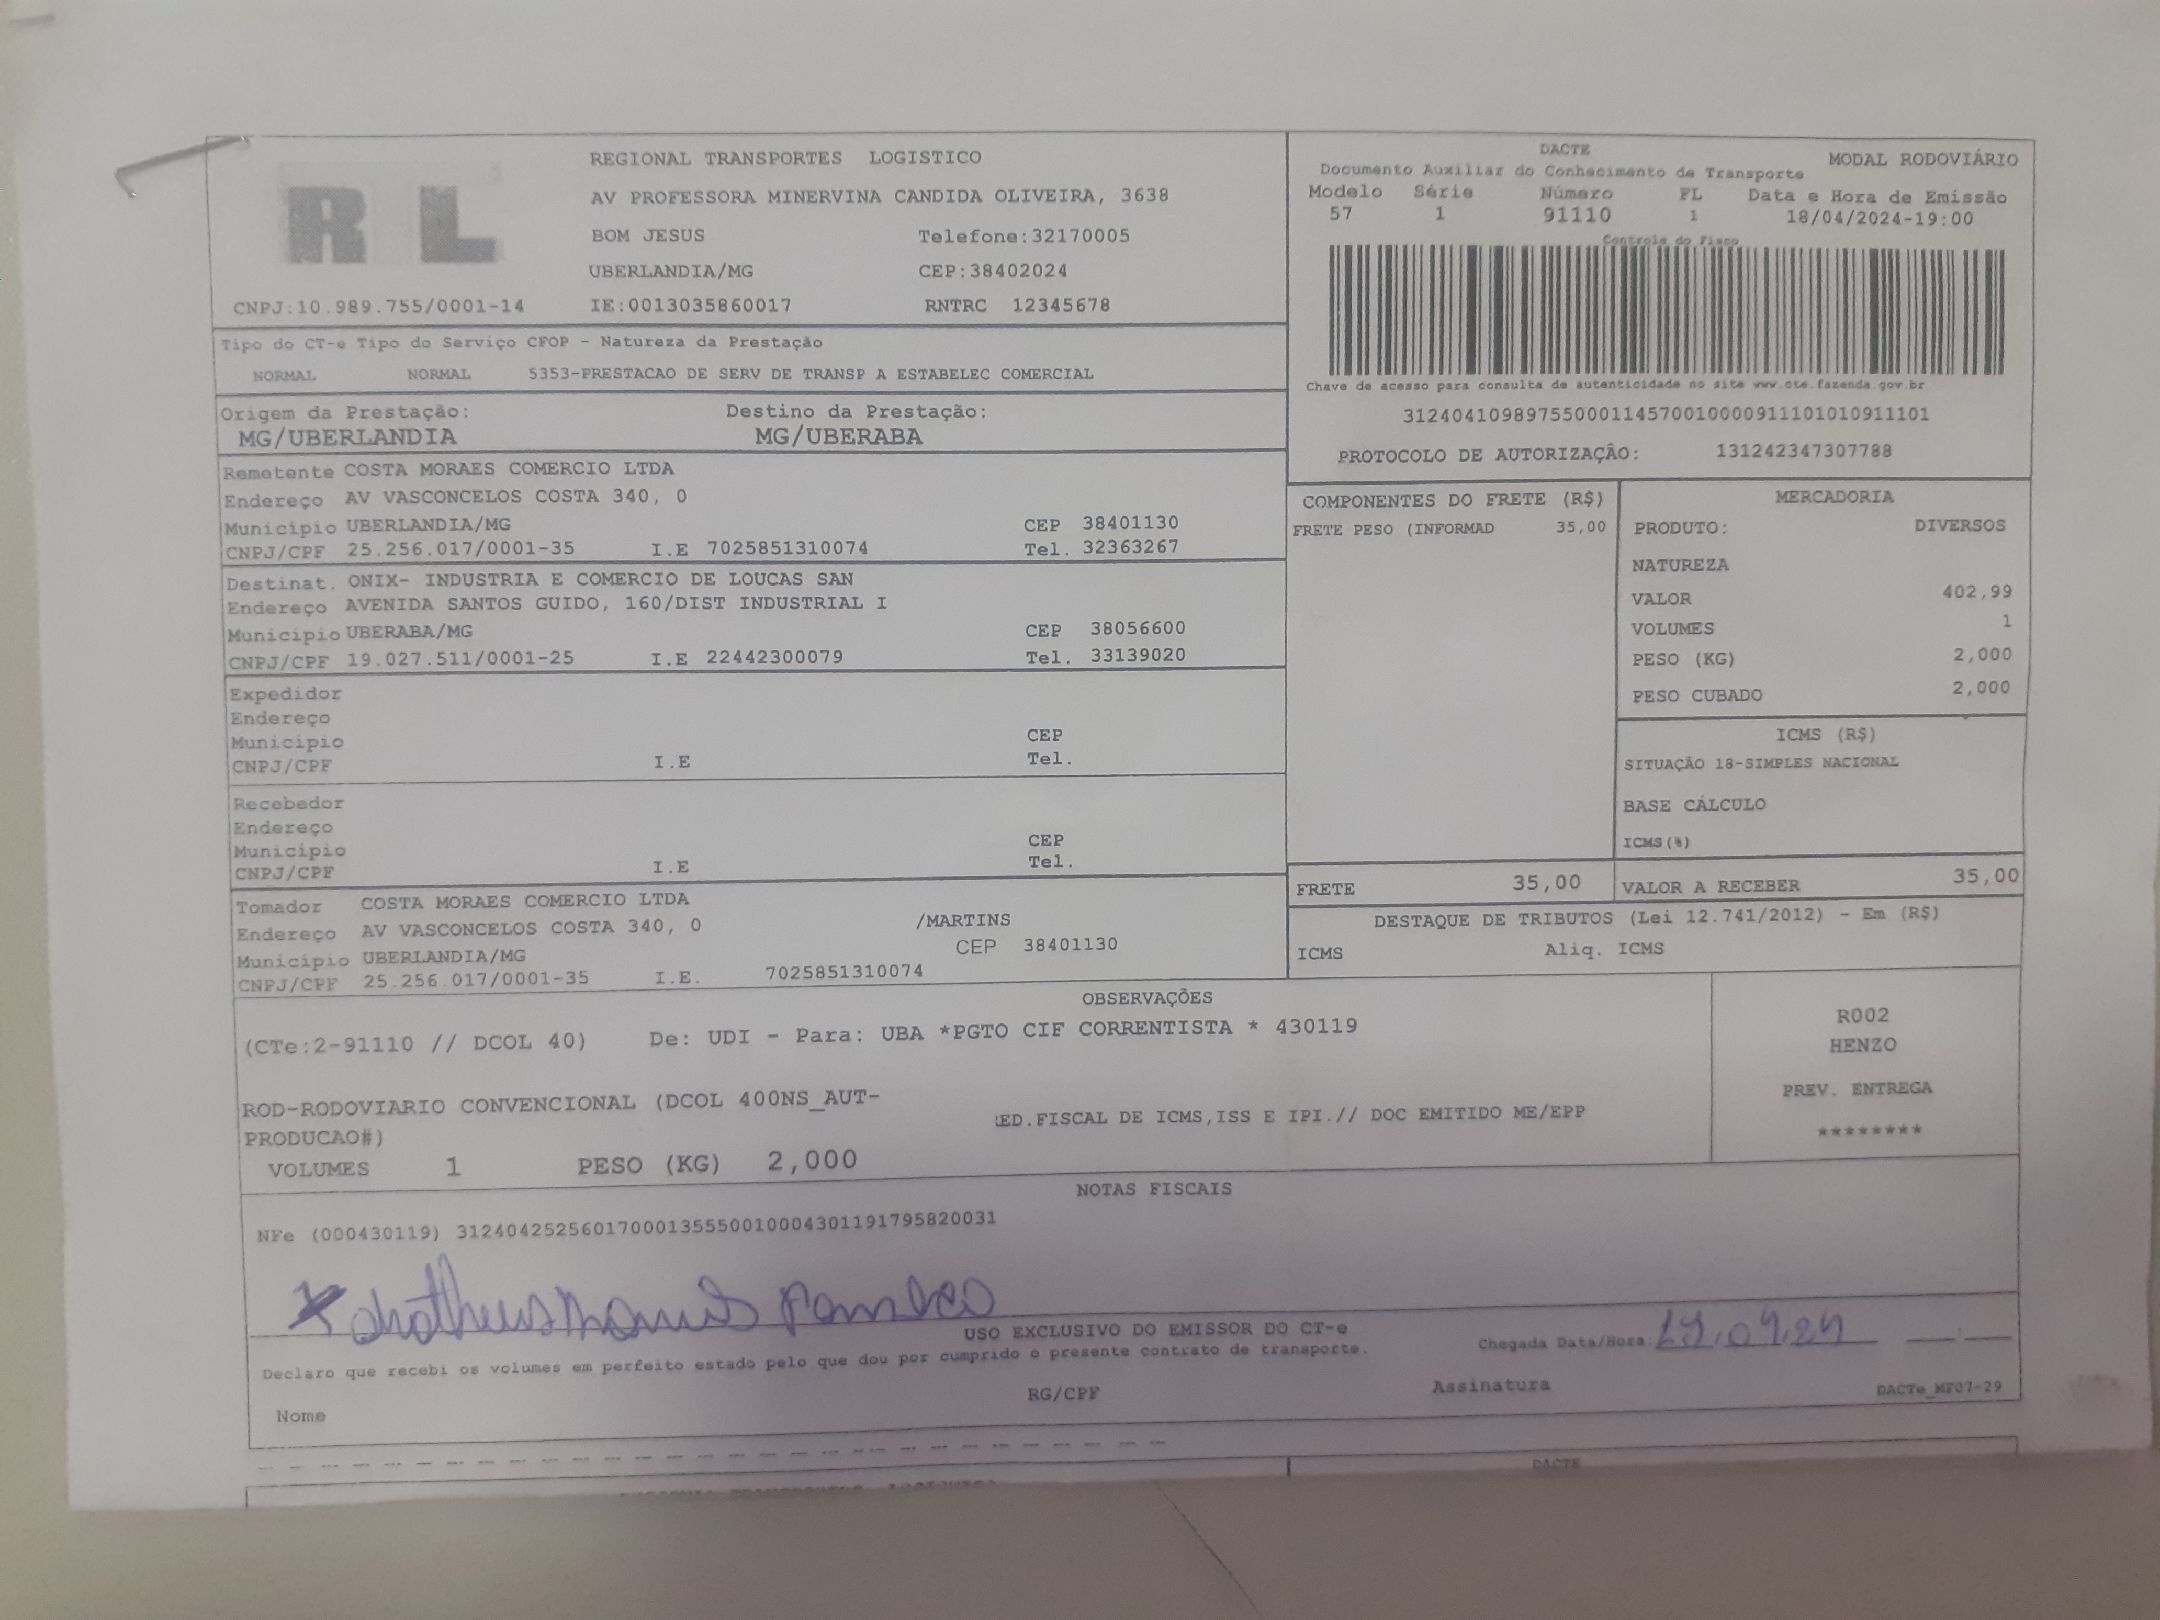 R L
REGIONAL TRANSPORTES LOGISTICO
AV PROFESSORA MINERVINA CANDIDA OLIVEIRA, 3638
BOM JESUS Telefone:32170005
UBERLANDIA/MG CEP:38402024
CNPJ:10.989.755/0001-14 IE:0013035860017 RNTRC 12345678
DACTE
Documento Auxiliar do Conhecimento de Transporte MODAL RODOVIÁRIO
Modelo Série Número FL Data e Hora de Emissão
57 1 91110 1 18/04/2024-19:00
Controle do Fisco
Chave de acesso para consulta de autenticidade no site www.cte.fazenda.gov.br
31240410989755000114570010000911101010911101
PROTOCOLO DE AUTORIZAÇÂO: 131242347307788
Tipo do CT-e Tipo do Serviço CFOP - Natureza da Prestação
NORMAL NORMAL 5353-PRESTACAO DE SERV DE TRANSP A ESTABELEC COMERCIAL
Origem da Prestação: Destino da Prestação:
MG/UBERLANDIA MG/UBERABA
Remetente COSTA MORAES COMERCIO LTDA
Endereço AV VASCONCELOS COSTA 340, 0
Município UBERLANDIA/MG CEP 38401130
CNPJ/CPF 25.256.017/0001-35 I.E 7025851310074 Tel. 32363267
Destinat. ONIX- INDUSTRIA E COMERCIO DE LOUCAS SAN
Endereço AVENIDA SANTOS GUIDO, 160/DIST INDUSTRIAL I
Município UBERABA/MG CEP 38056600
CNPJ/CPF 19.027.511/0001-25 I.E 22442300079 Tel. 33139020
Expedidor
Endereço
Município CEP
CNPJ/CPF I.E Tel.
Recebedor
Endereço
Município CEP
CNPJ/CPF I.E Tel.
Tomador COSTA MORAES COMERCIO LTDA
Endereço AV VASCONCELOS COSTA 340, 0 /MARTINS
Município UBERLANDIA/MG CEP 38401130
CNPJ/CPF 25.256.017/0001-35 I.E. 7025851310074
COMPONENTES DO FRETE (R$)
FRETE PESO (INFORMAD 35,00
MERCADORIA
PRODUTO: DIVERSOS
NATUREZA
VALOR 402,99
VOLUMES 1
PESO (KG) 2,000
PESO CUBADO 2,000
ICMS (R$)
SITUAÇÃO 18-SIMPLES NACIONAL
BASE CÁLCULO
ICMS(%)
FRETE 35,00 VALOR A RECEBER 35,00
DESTAQUE DE TRIBUTOS (Lei 12.741/2012) - Em (R$)
ICMS Aliq. ICMS
OBSERVAÇÕES
(CTe:2-91110 // DCOL 40) De: UDI - Para: UBA *PGTO CIF CORRENTISTA * 430119
ROD-RODOVIARIO CONVENCIONAL (DCOL 400NS_AUT-
PRODUCAO#)
ED.FISCAL DE ICMS,ISS E IPI.// DOC EMITIDO ME/EPP
VOLUMES 1 PESO (KG) 2,000
R002
HENZO
PREV. ENTREGA
********
NOTAS FISCAIS
NFe (000430119) 31240425256017000135550010004301191795820031
USO EXCLUSIVO DO EMISSOR DO CT-e
Declaro que recebi os volumes em perfeito estado pelo que dou por cumprido o presente contrato de transporte.
Chegada Data/Hora:
Nome RG/CPF Assinatura DACTe_MF07-29
DACTE